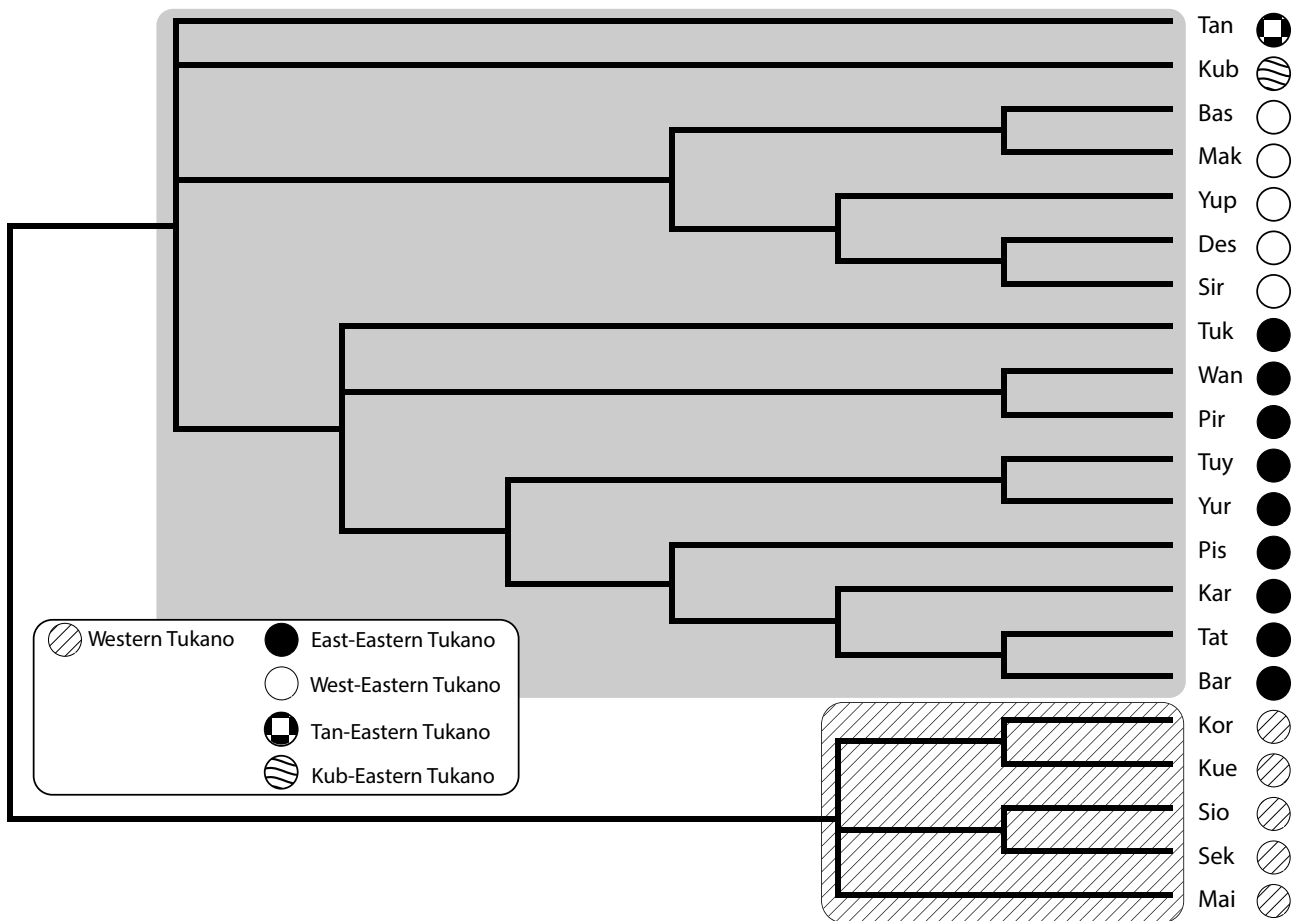 Tan
Kub
Bas
Mak
Yup
Des
Sir
Tuk
Wan
Pir
Tuy
Yur
Pis
Kar
Tat
Bar
Kor
Kue
Sio
Sek
Mai
Western Tukano
East-Eastern Tukano
West-Eastern Tukano
Tan-Eastern Tukano
Kub-Eastern Tukano